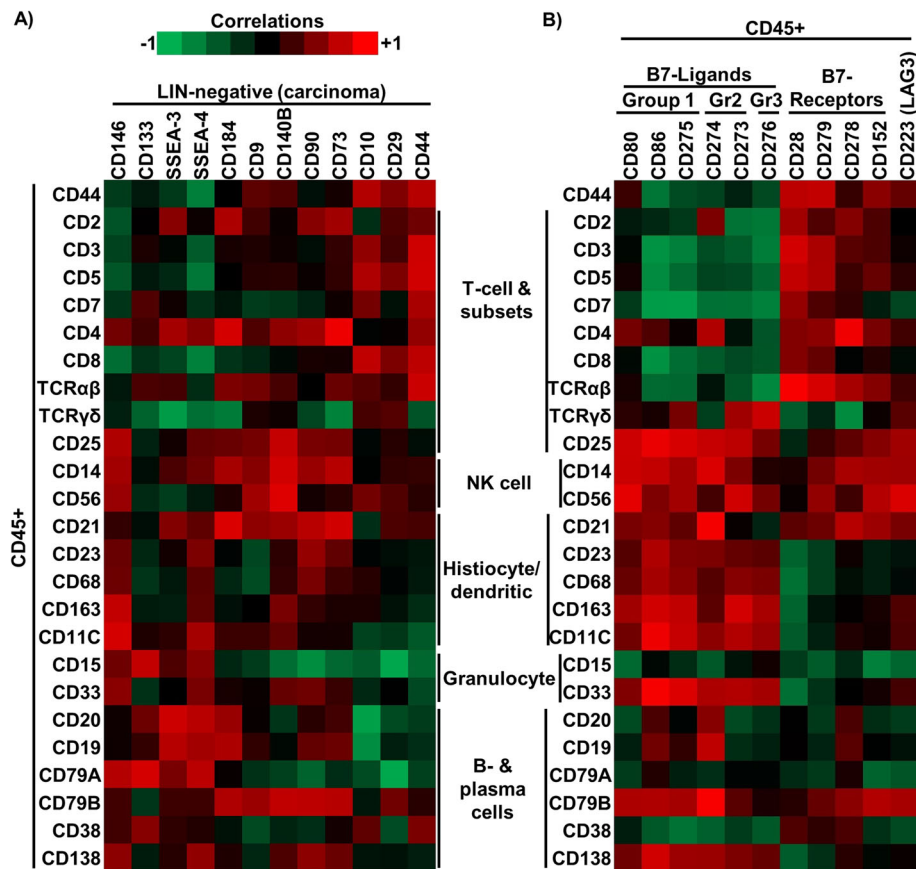 A)
Correlations
-1
+1
LIN-negative (carcinoma)
CD146
CD133
SSEA-3
SSEA-4
CD184
CD9
CD140B
CD90
CD73
CD10
CD29
CD44
CD45+
CD44
CD2
CD3
CD5
CD7
CD4
CD8
TCRαβ
TCRγδ
CD25
CD14
CD56
CD21
CD23
CD68
CD163
CD11C
CD15
CD33
CD20
CD19
CD79A
CD79B
CD38
CD138
T-cell &
subsets
NK cell
Histiocyte/
dendritic
Granulocyte
B- &
plasma
cells
B)
CD45+
B7-Ligands
Group 1
Gr2
Gr3
B7-
Receptors
CD80
CD86
CD275
CD274
CD273
CD276
CD28
CD279
CD278
CD152
CD223 (LAG3)
CD45+
CD44
CD2
CD3
CD5
CD7
CD4
CD8
TCRαβ
TCRγδ
CD25
CD14
CD56
CD21
CD23
CD68
CD163
CD11C
CD15
CD33
CD20
CD19
CD79A
CD79B
CD38
CD138